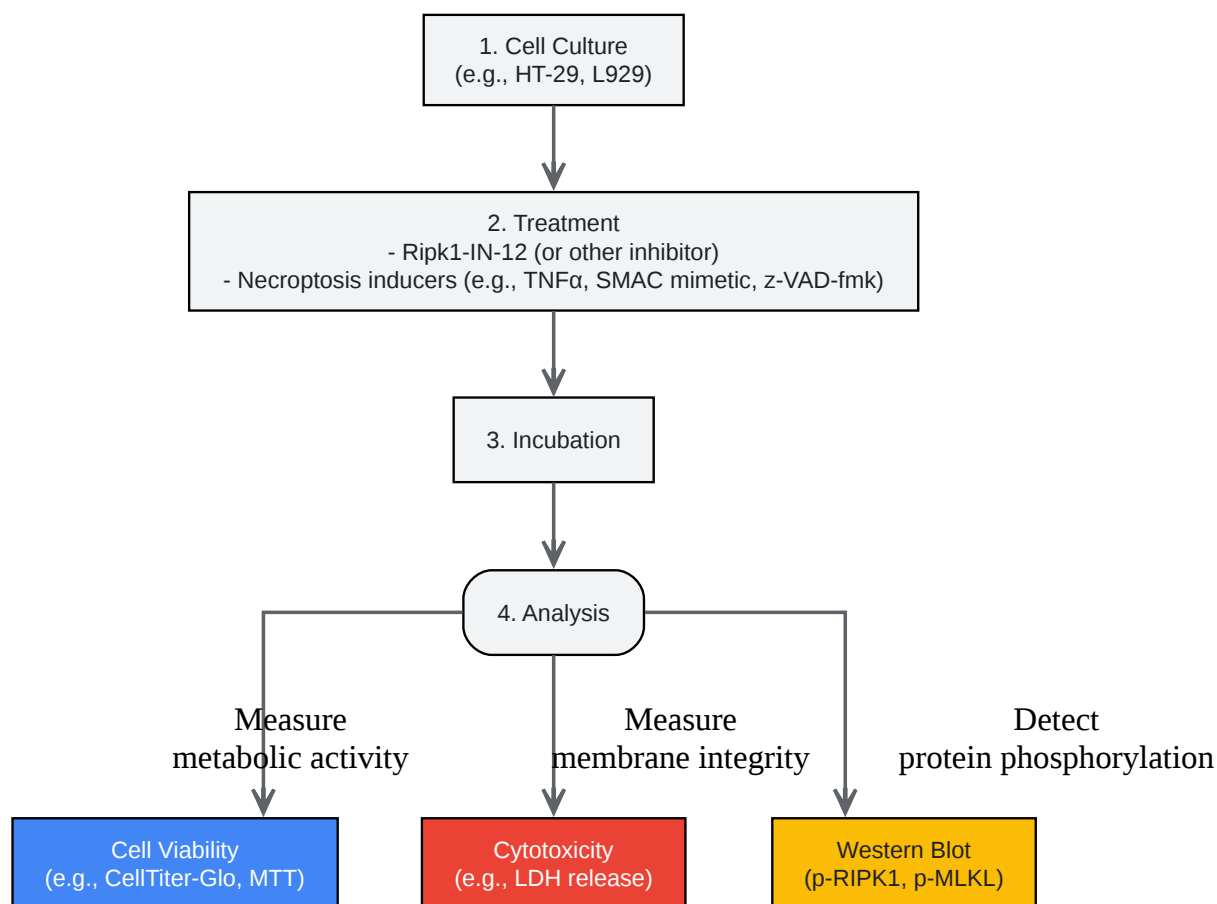 1. Cell Culture
(e.g., HT-29, L929)
2. Treatment
- Ripk1-IN-12 (or other inhibitor)
- Necroptosis inducers (e.g., TNFα, SMAC mimetic, z-VAD-fmk)
3. Incubation
4. Analysis
Measure
metabolic activity
Measure
membrane integrity
Detect
protein phosphorylation
Cell Viability
(e.g., CellTiter-Glo, MTT)
Cytotoxicity
(e.g., LDH release)
Western Blot
(p-RIPK1, p-MLKL)